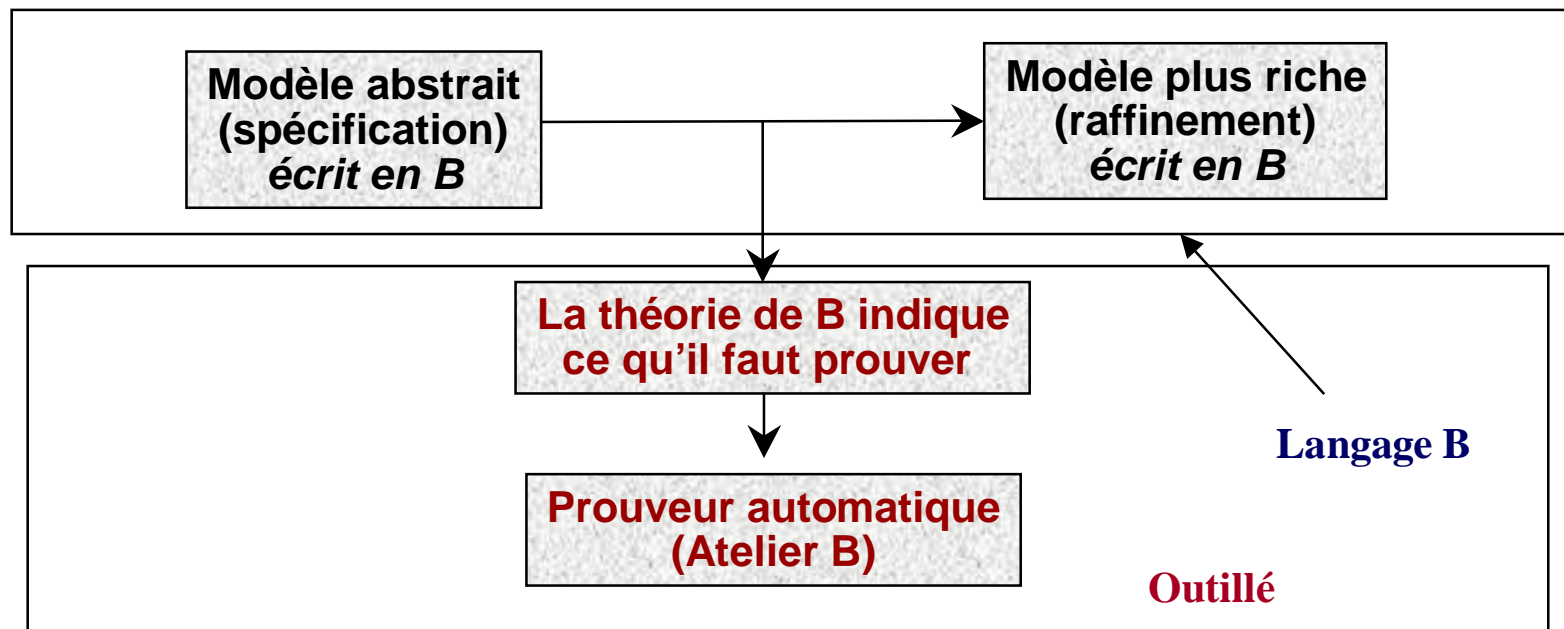 Modèle abstrait
(spécification)
écrit en B
Modèle plus riche
(raffinement)
écrit en B
La théorie de B indique
ce qu'il faut prouver
Langage B
Prouveur automatique
(Atelier B)
Outillé